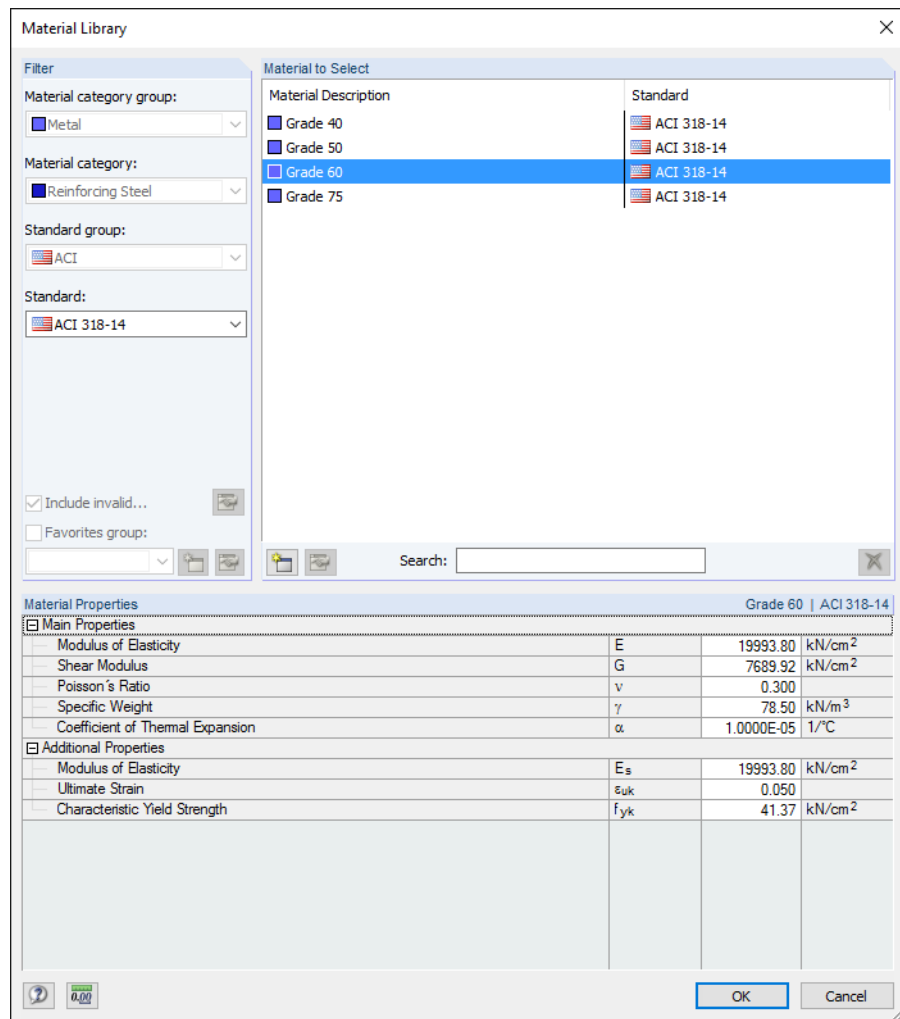 Material Library
Filter
Material category group:
Metal
Material category:
Reinforcing Steel
Standard group:
ACI
Standard:
ACI 318-14
Include invalid...
Favorites group:
Material to Select
Material Description Standard
Grade 40 ACI 318-14
Grade 50 ACI 318-14
Grade 60 ACI 318-14
Grade 75 ACI 318-14
Search:
Material Properties Grade 60 | ACI 318-14
Main Properties
Modulus of Elasticity E 19993.80 kN/cm²
Shear Modulus G 7689.92 kN/cm²
Poisson´s Ratio ν 0.300
Specific Weight γ 78.50 kN/m³
Coefficient of Thermal Expansion α 1.0000E-05 1/°C
Additional Properties
Modulus of Elasticity Es 19993.80 kN/cm²
Ultimate Strain εuk 0.050
Characteristic Yield Strength fyk 41.37 kN/cm²
0.00
OK Cancel